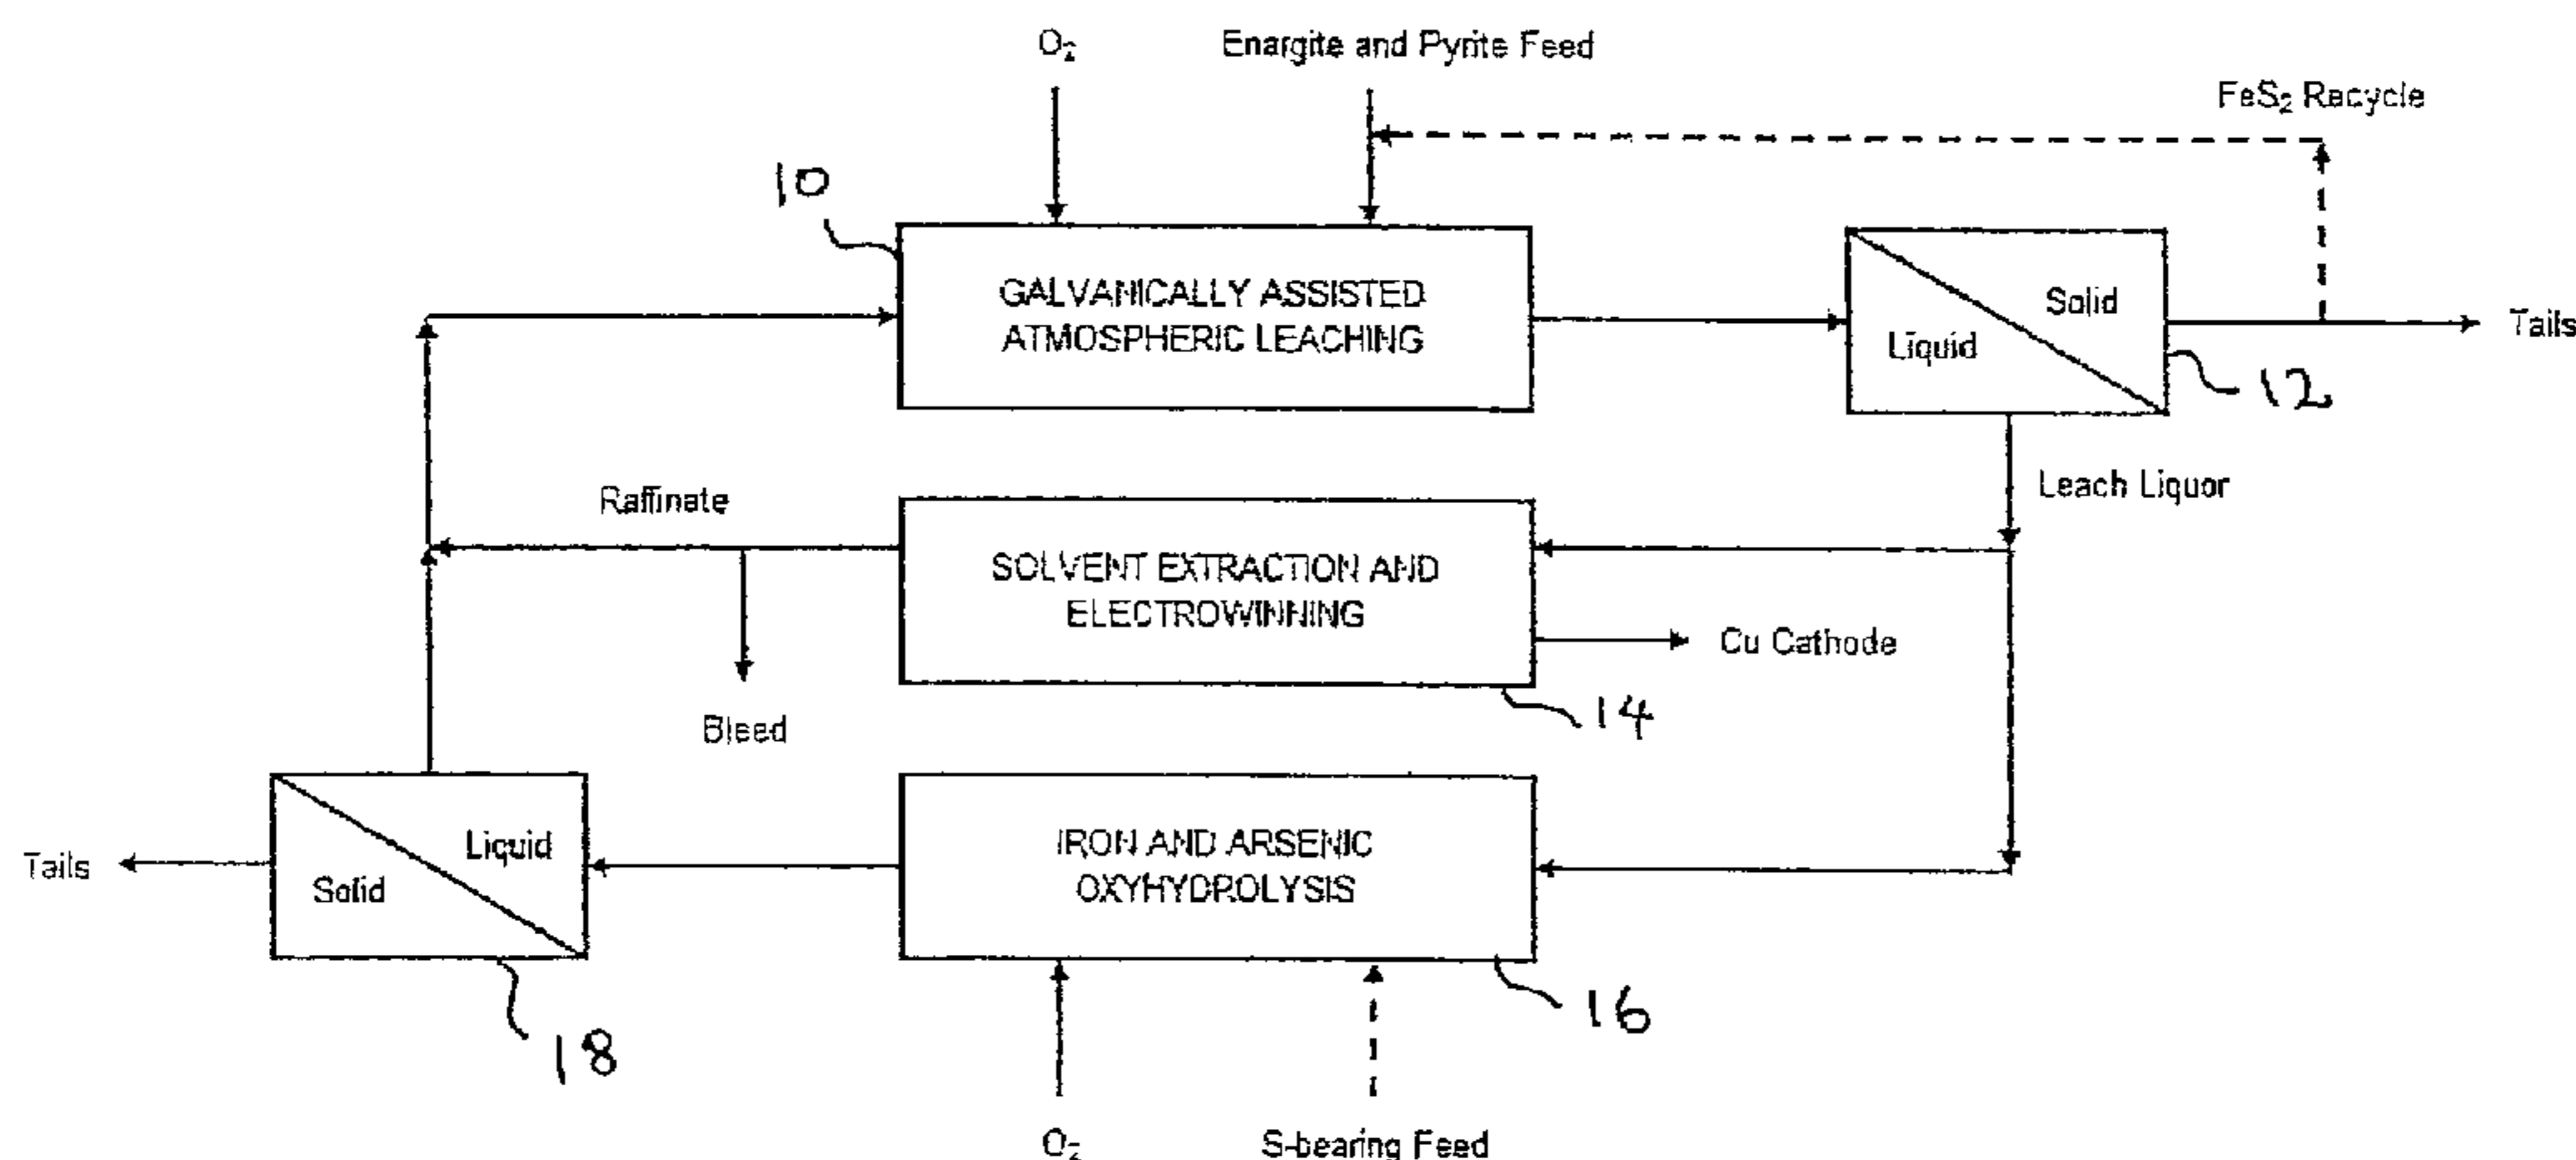 O₂
Enargite and Pyrite Feed
FeS₂ Recycle
10
GALVANICALLY ASSISTED
ATMOSPHERIC LEACHING
Solid
Liquid
Tails
12
Leach Liquor
Raffinate
SOLVENT EXTRACTION AND
ELECTROWINNING
Cu Cathode
Bleed
14
IRON AND ARSENIC
OXYHYDROLYSIS
Liquid
Solid
Tails
16
18
O₂
S-bearing Feed